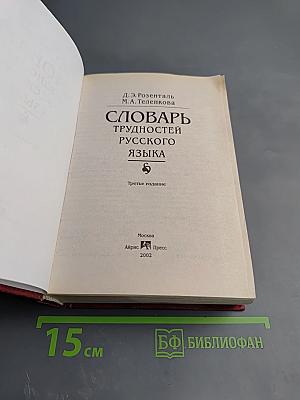 Д.Э. Розенталь
М.А. Теленкова
СЛОВАРЬ
ТРУДНОСТЕЙ
РУССКОГО
ЯЗЫКА
Третье издание
Москва
Айрис Пресс
2002
15 см
БФ БИБЛИОФАН